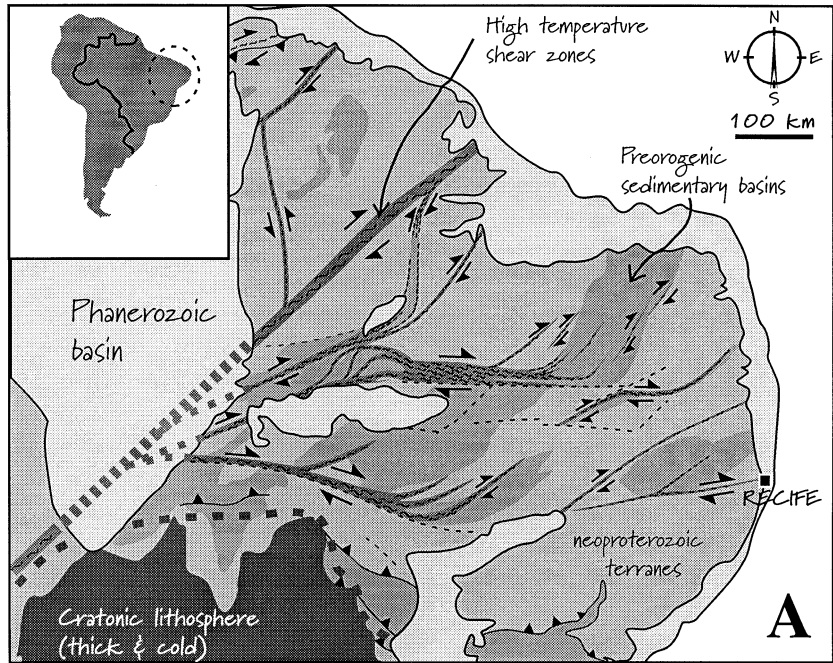 High temperature
shear zones
N
W E
S
100 km
Preorogenic
sedimentary basins
Phanerozoic
basin
RECIFE
neoproterozoic
terranes
Cratonic lithosphere
(thick & cold)
A